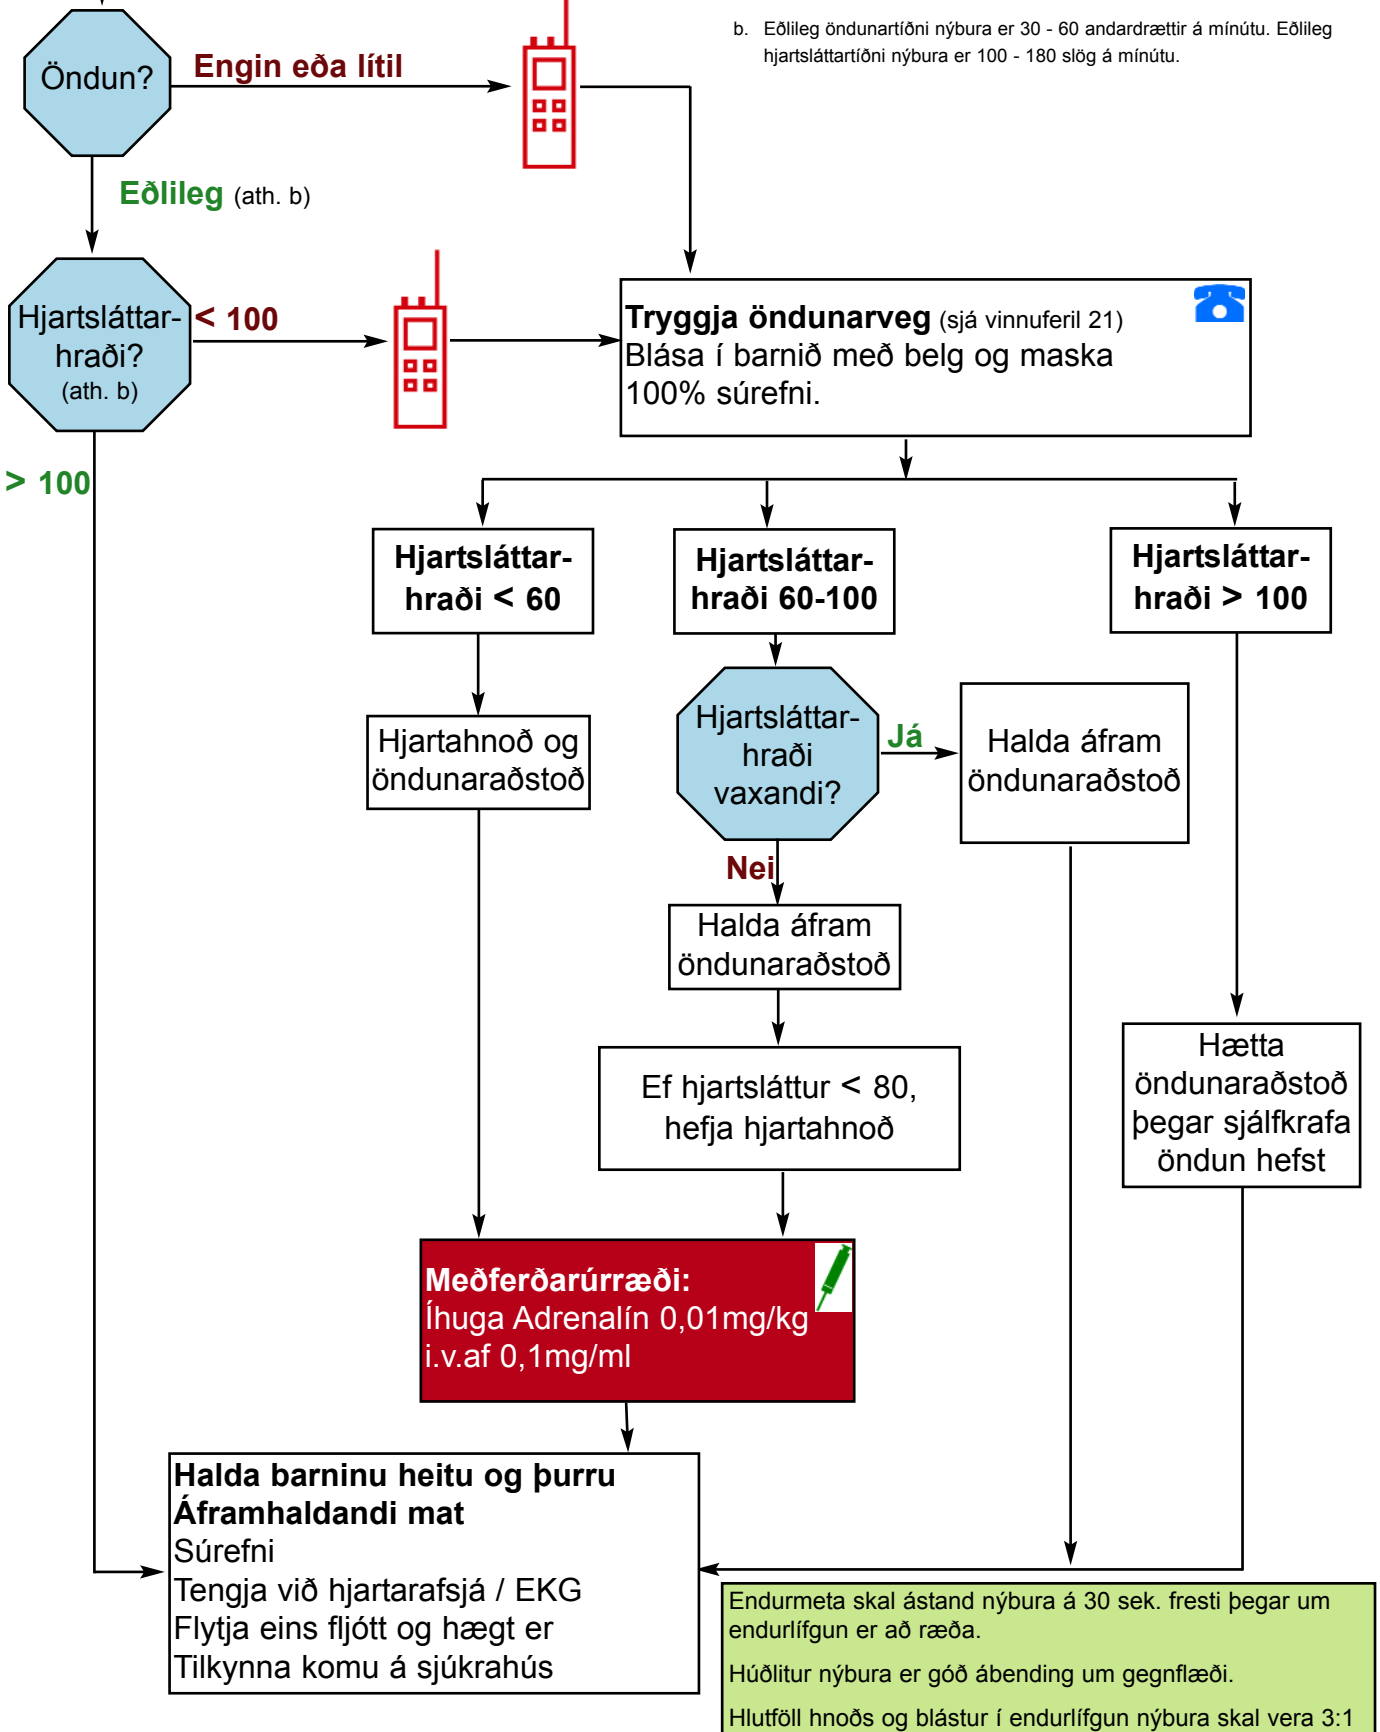 b. Eðlileg öndunartíðni nýbura er 30 - 60 andardrættir á mínútu. Eðlileg
hjartsláttartíðni nýbura er 100 - 180 slög á mínútu.
Öndun?
Engin eða lítil
Eðlileg (ath. b)
Hjartsláttar-
hraði?
(ath. b)
< 100
> 100
Tryggja öndunarveg (sjá vinnuferil 21)
Blása í barnið með belg og maska
100% súrefni.
Hjartsláttar-
hraði < 60
Hjartsláttar-
hraði 60-100
Hjartsláttar-
hraði > 100
Hjartahnoð og
öndunaraðstoð
Hjartsláttar-
hraði
vaxandi?
Já
Halda áfram
öndunaraðstoð
Nei
Halda áfram
öndunaraðstoð
Ef hjartsláttur < 80,
hefja hjartahnoð
Hætta
öndunaraðstoð
þegar sjálfkrafa
öndun hefst
Meðferðarúrræði:
Íhuga Adrenalín 0,01mg/kg
i.v.af 0,1mg/ml
Halda barninu heitu og þurru
Áframhaldandi mat
Súrefni
Tengja við hjartarafsjá / EKG
Flytja eins fljótt og hægt er
Tilkynna komu á sjúkrahús
Endurmeta skal ástand nýbura á 30 sek. fresti þegar um
endurlífgun er að ræða.
Húðlitur nýbura er góð ábending um gegnflæði.
Hlutföll hnoðs og blástur í endurlífgun nýbura skal vera 3:1